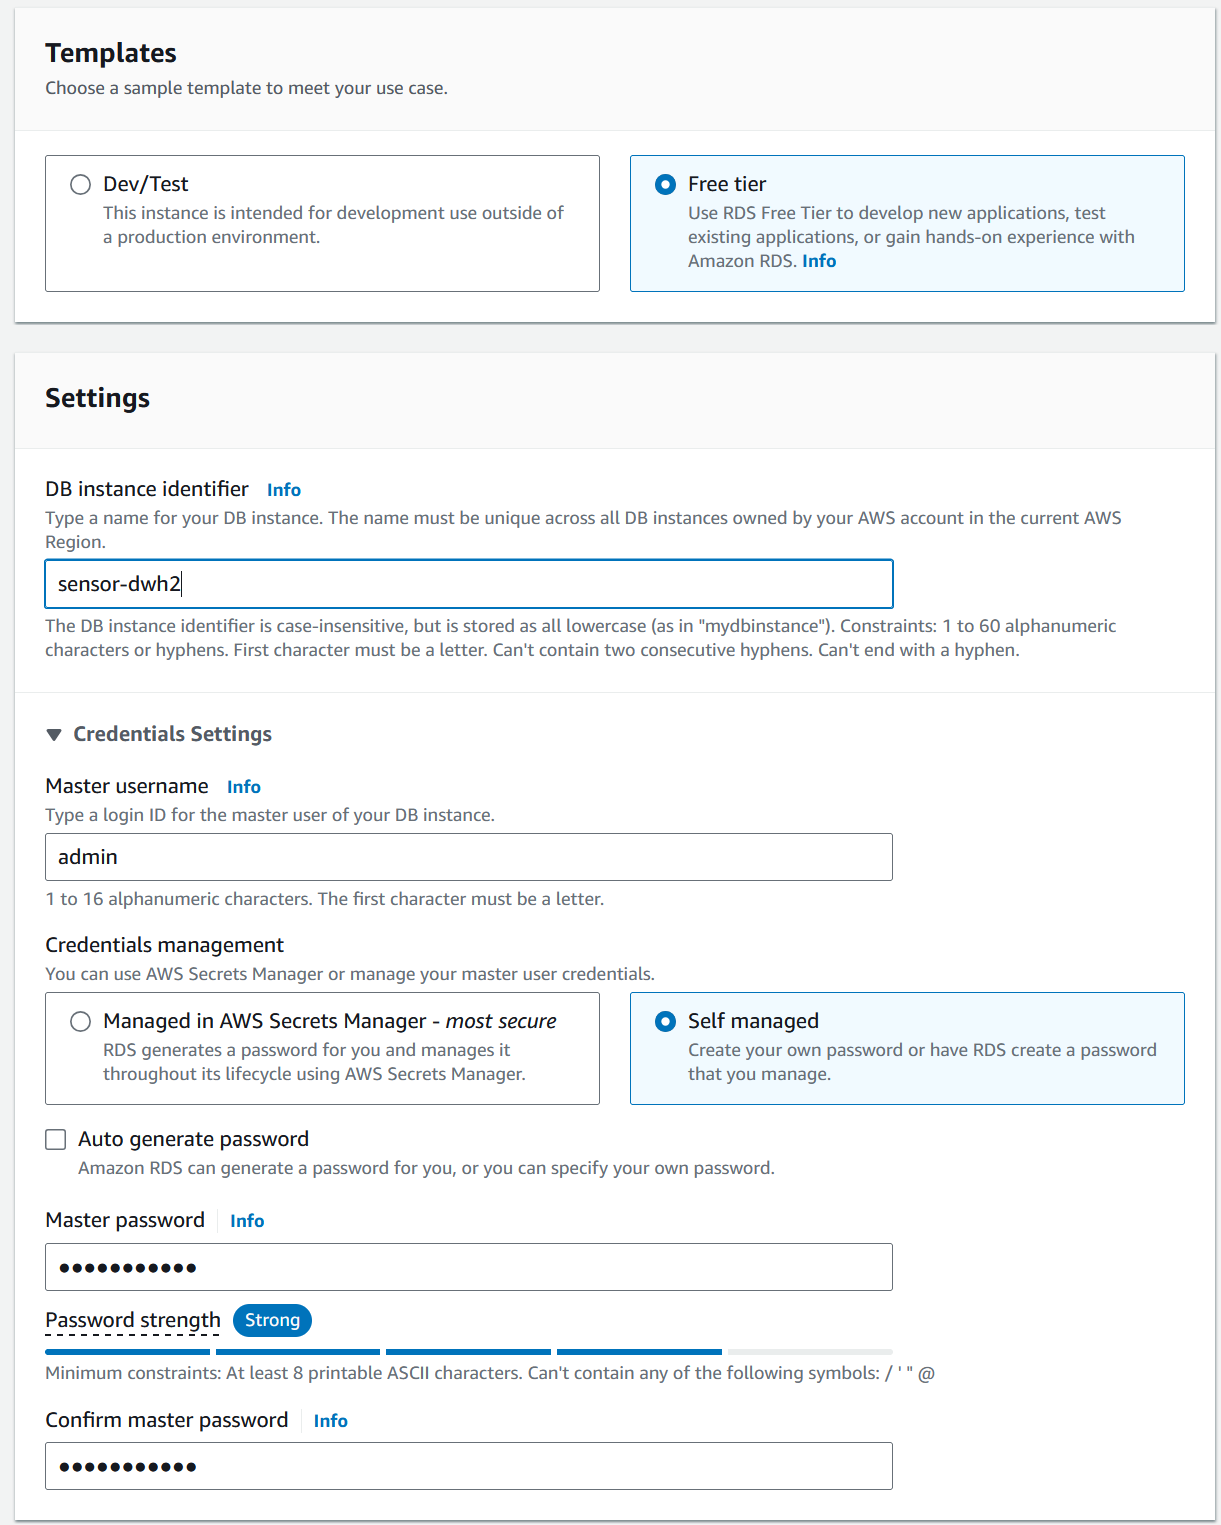 Templates
Choose a sample template to meet your use case.
Dev/Test
This instance is intended for development use outside of
a production environment.
Free tier
Use RDS Free Tier to develop new applications, test
existing applications, or gain hands-on experience with
Amazon RDS. Info
Settings
DB instance identifier Info
Type a name for your DB instance. The name must be unique across all DB instances owned by your AWS account in the current AWS
Region.
sensor-dwh2
The DB instance identifier is case-insensitive, but is stored as all lowercase (as in "mydbinstance"). Constraints: 1 to 60 alphanumeric
characters or hyphens. First character must be a letter. Can't contain two consecutive hyphens. Can't end with a hyphen.
Credentials Settings
Master username Info
Type a login ID for the master user of your DB instance.
admin
1 to 16 alphanumeric characters. The first character must be a letter.
Credentials management
You can use AWS Secrets Manager or manage your master user credentials.
Managed in AWS Secrets Manager - most secure
RDS generates a password for you and manages it
throughout its lifecycle using AWS Secrets Manager.
Self managed
Create your own password or have RDS create a password
that you manage.
Auto generate password
Amazon RDS can generate a password for you, or you can specify your own password.
Master password Info
•••••••••••
Password strength Strong
Minimum constraints: At least 8 printable ASCII characters. Can't contain any of the following symbols: / ' " @
Confirm master password Info
•••••••••••